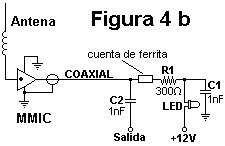 Antena
Figura 4 b
cuenta de ferrita
COAXIAL
R1
300Ω
C1
1nF
MMIC
C2
1nF
LED
Salida
+12V